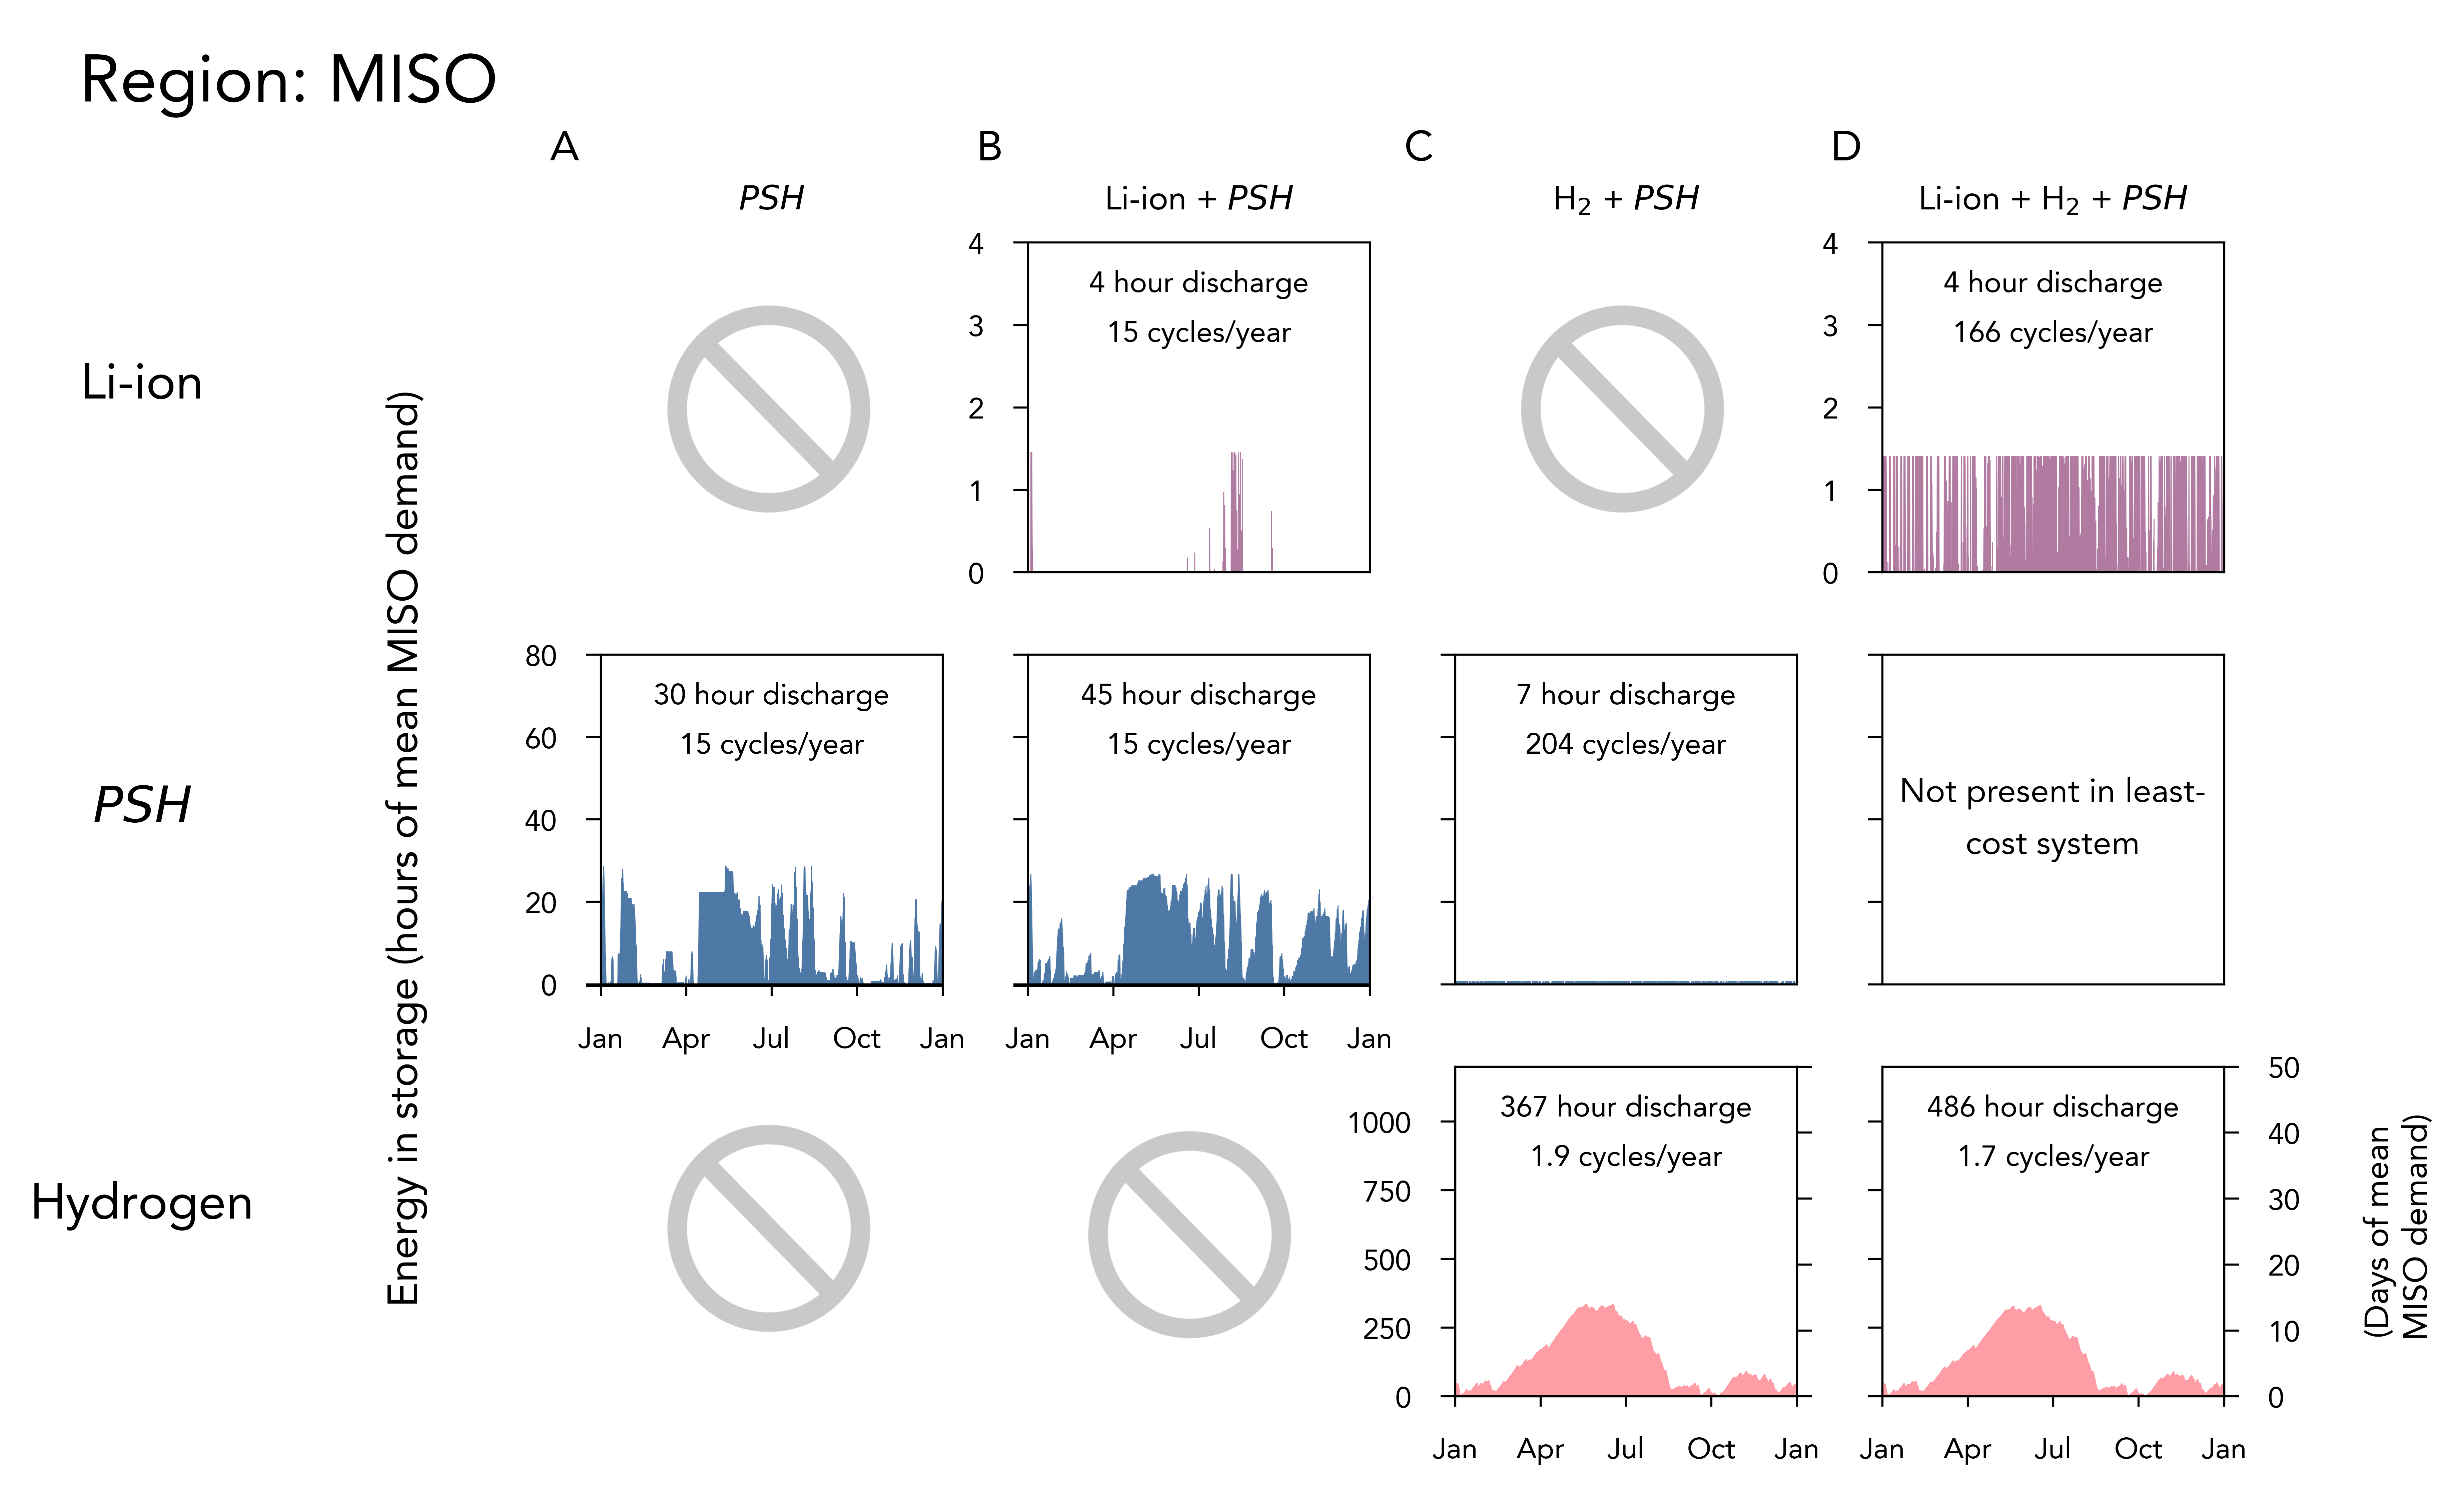 Region: MISO
A
B
C
D
PSH
Li-ion + PSH
H₂ + PSH
Li-ion + H₂ + PSH
Li-ion
Energy in storage (hours of mean MISO demand)
4
3
2
1
0
4 hour discharge
15 cycles/year
4
3
2
1
0
4 hour discharge
166 cycles/year
PSH
80
60
40
20
0
30 hour discharge
15 cycles/year
45 hour discharge
15 cycles/year
7 hour discharge
204 cycles/year
Not present in least-
cost system
Jan Apr Jul Oct Jan
Jan Apr Jul Oct Jan
Hydrogen
1000
750
500
250
0
367 hour discharge
1.9 cycles/year
486 hour discharge
1.7 cycles/year
50
40
30
20
10
0
(Days of mean
MISO demand)
Jan Apr Jul Oct Jan
Jan Apr Jul Oct Jan